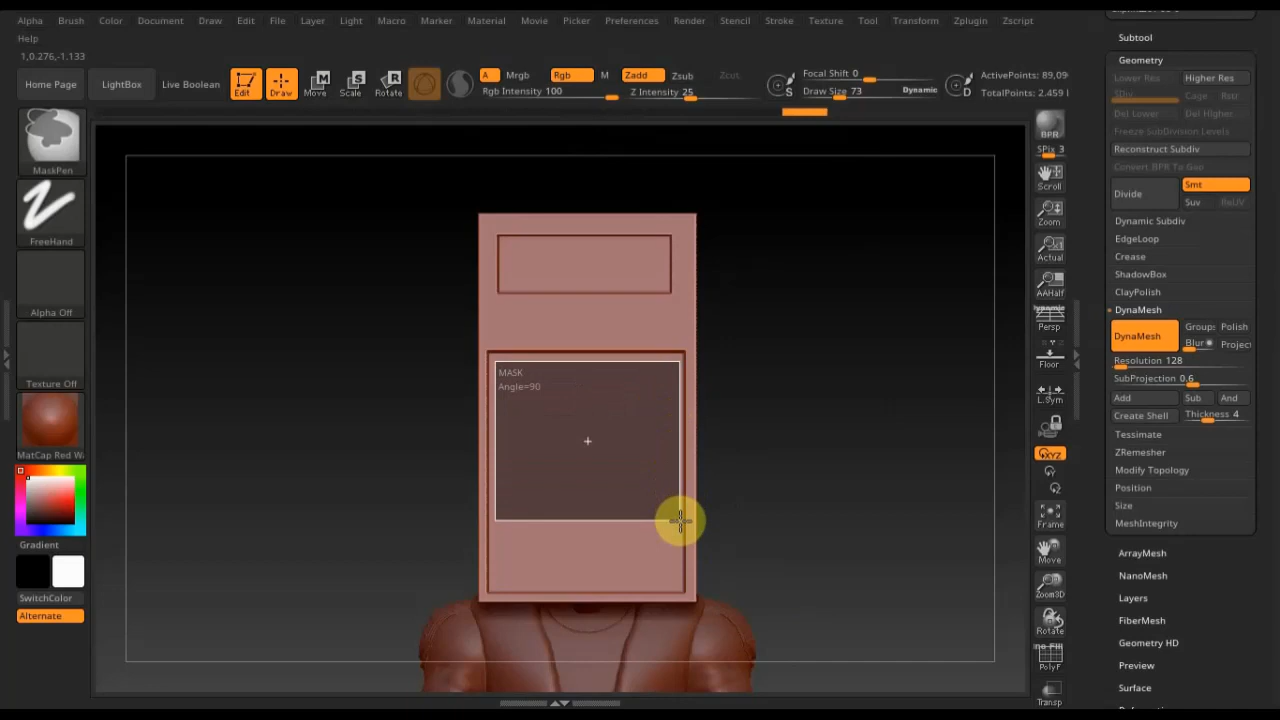 Alpha Brush Color Document Draw Edit File Layer Light Macro Marker Material Movie Picker Preferences Render Stencil Stroke Texture Tool Transform Zplugin Zscript
Help
1,0.276,-1.133
Home Page LightBox Live Boolean Edit Draw Move Scale Rotate
A Mrgb Rgb M Zadd Zsub Zcut
Rgb Intensity 100 Z Intensity 25
Focal Shift 0
Draw Size 73 Dynamic
ActivePoints: 89,09
TotalPoints: 2.459
MaskPen
FreeHand
Alpha Off
Texture Off
MatCap Red W
Gradient
SwitchColor
Alternate
MASK
Angle=90
BPR
SPix 3
Scroll
Zoom
Actual
AAHalf
Dynamic
Persp
Floor
L.Sym
XYZ
Frame
Move
Zoom3D
Rotate
PolyF
Transp
Subtool
Geometry
Lower Res Higher Res
SDiv Cage Rstr
Del Lower Del Higher
Freeze SubDivision Levels
Reconstruct Subdiv
Convert BPR To Geo
Divide Smt
Suv ReUV
Dynamic Subdiv
EdgeLoop
Crease
ShadowBox
ClayPolish
DynaMesh
DynaMesh Groups Polish
Blur Project
Resolution 128
SubProjection 0.6
Add Sub And
Create Shell Thickness 4
Tessimate
ZRemesher
Modify Topology
Position
Size
MeshIntegrity
ArrayMesh
NanoMesh
Layers
FiberMesh
Geometry HD
Preview
Surface